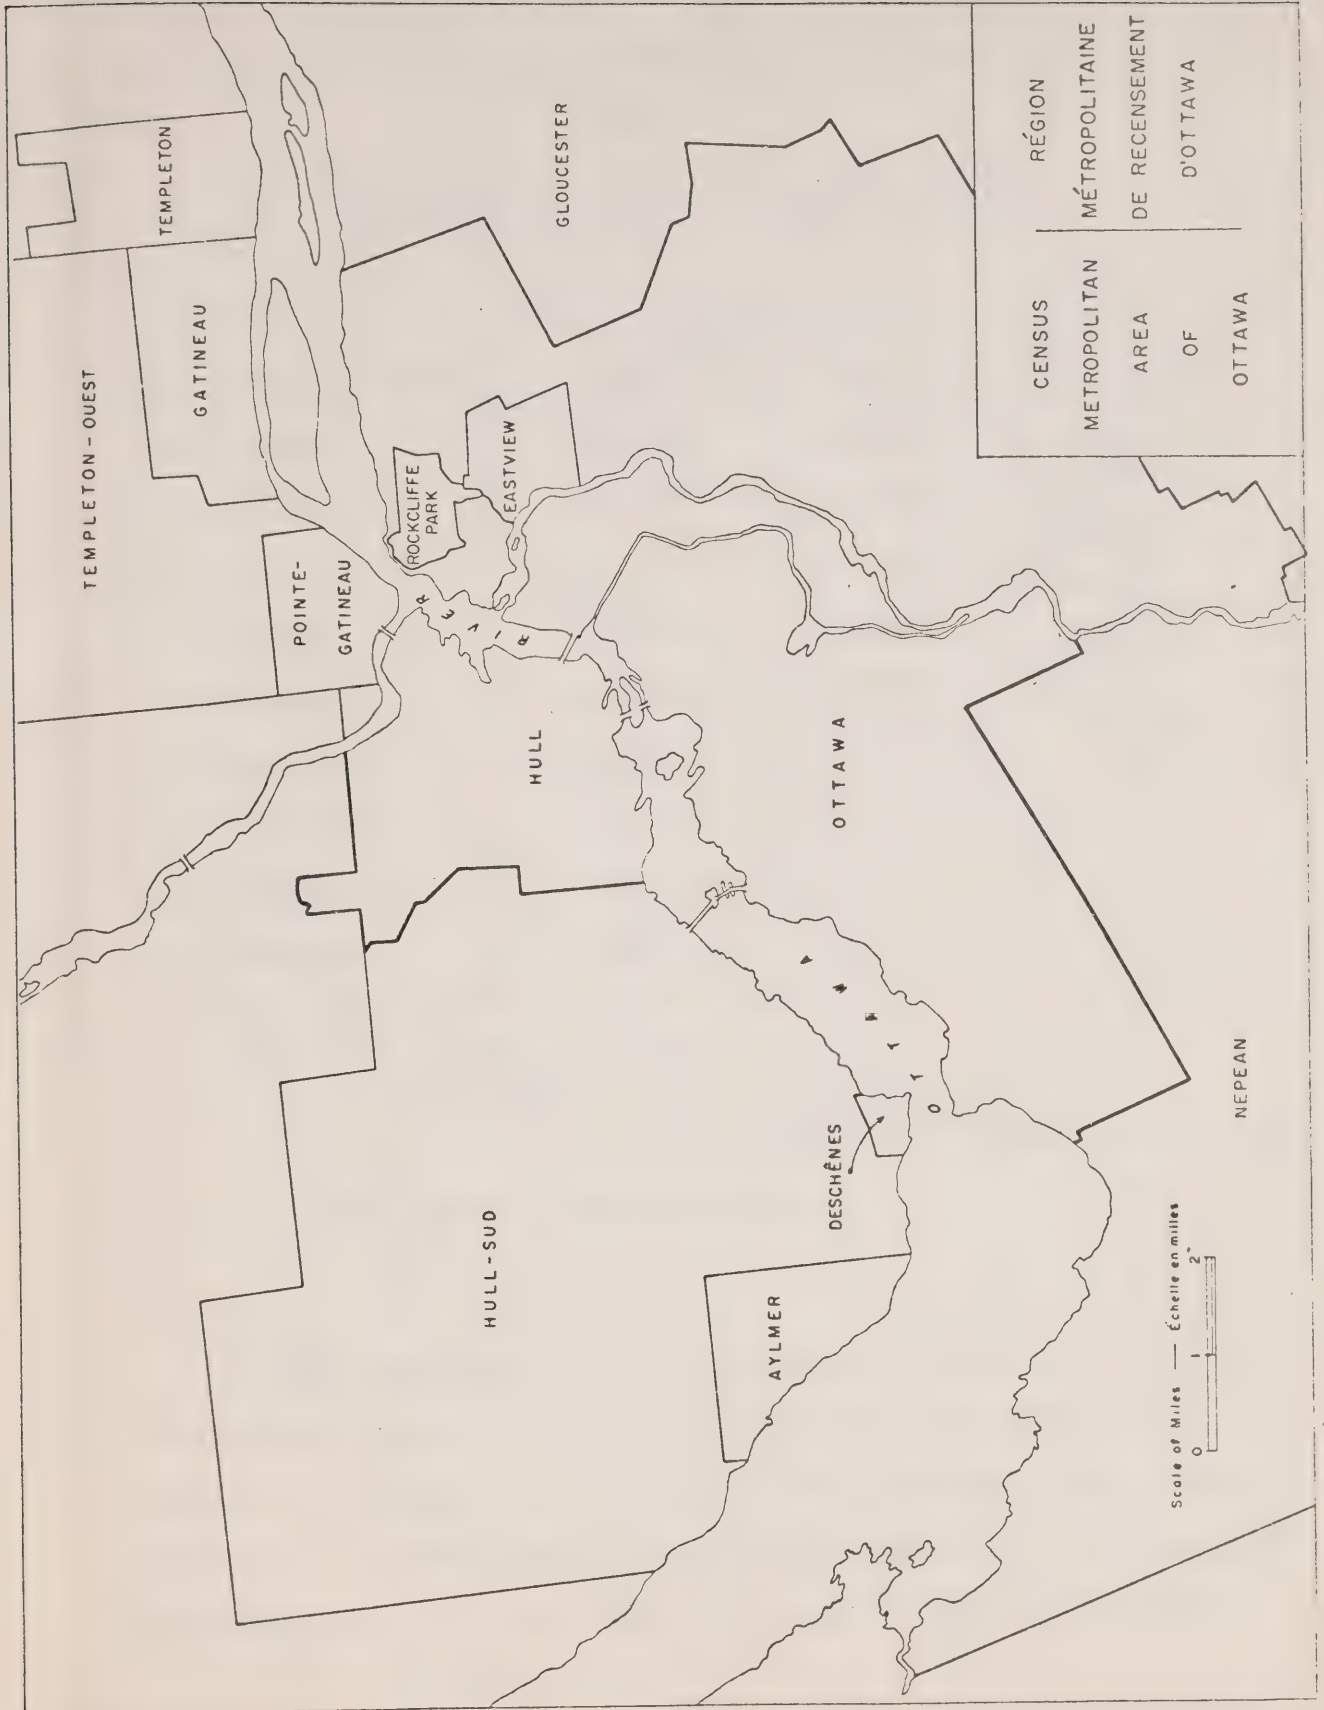 TEMPLETON-OUEST
TEMPLETON
GATINEAU
POINTE-
GATINEAU
ROCKCLIFFE
PARK
EASTVIEW
GLOUCESTER
HULL
HULL-SUD
AYLMER
DESCHÊNES
OTTAWA
OTTAWA RIVER
NEPEAN
Scale of Miles — Échelle en milles
0 1 2
CENSUS
METROPOLITAN
AREA
OF
OTTAWA
RÉGION
MÉTROPOLITAINE
DE RECENSEMENT
D'OTTAWA